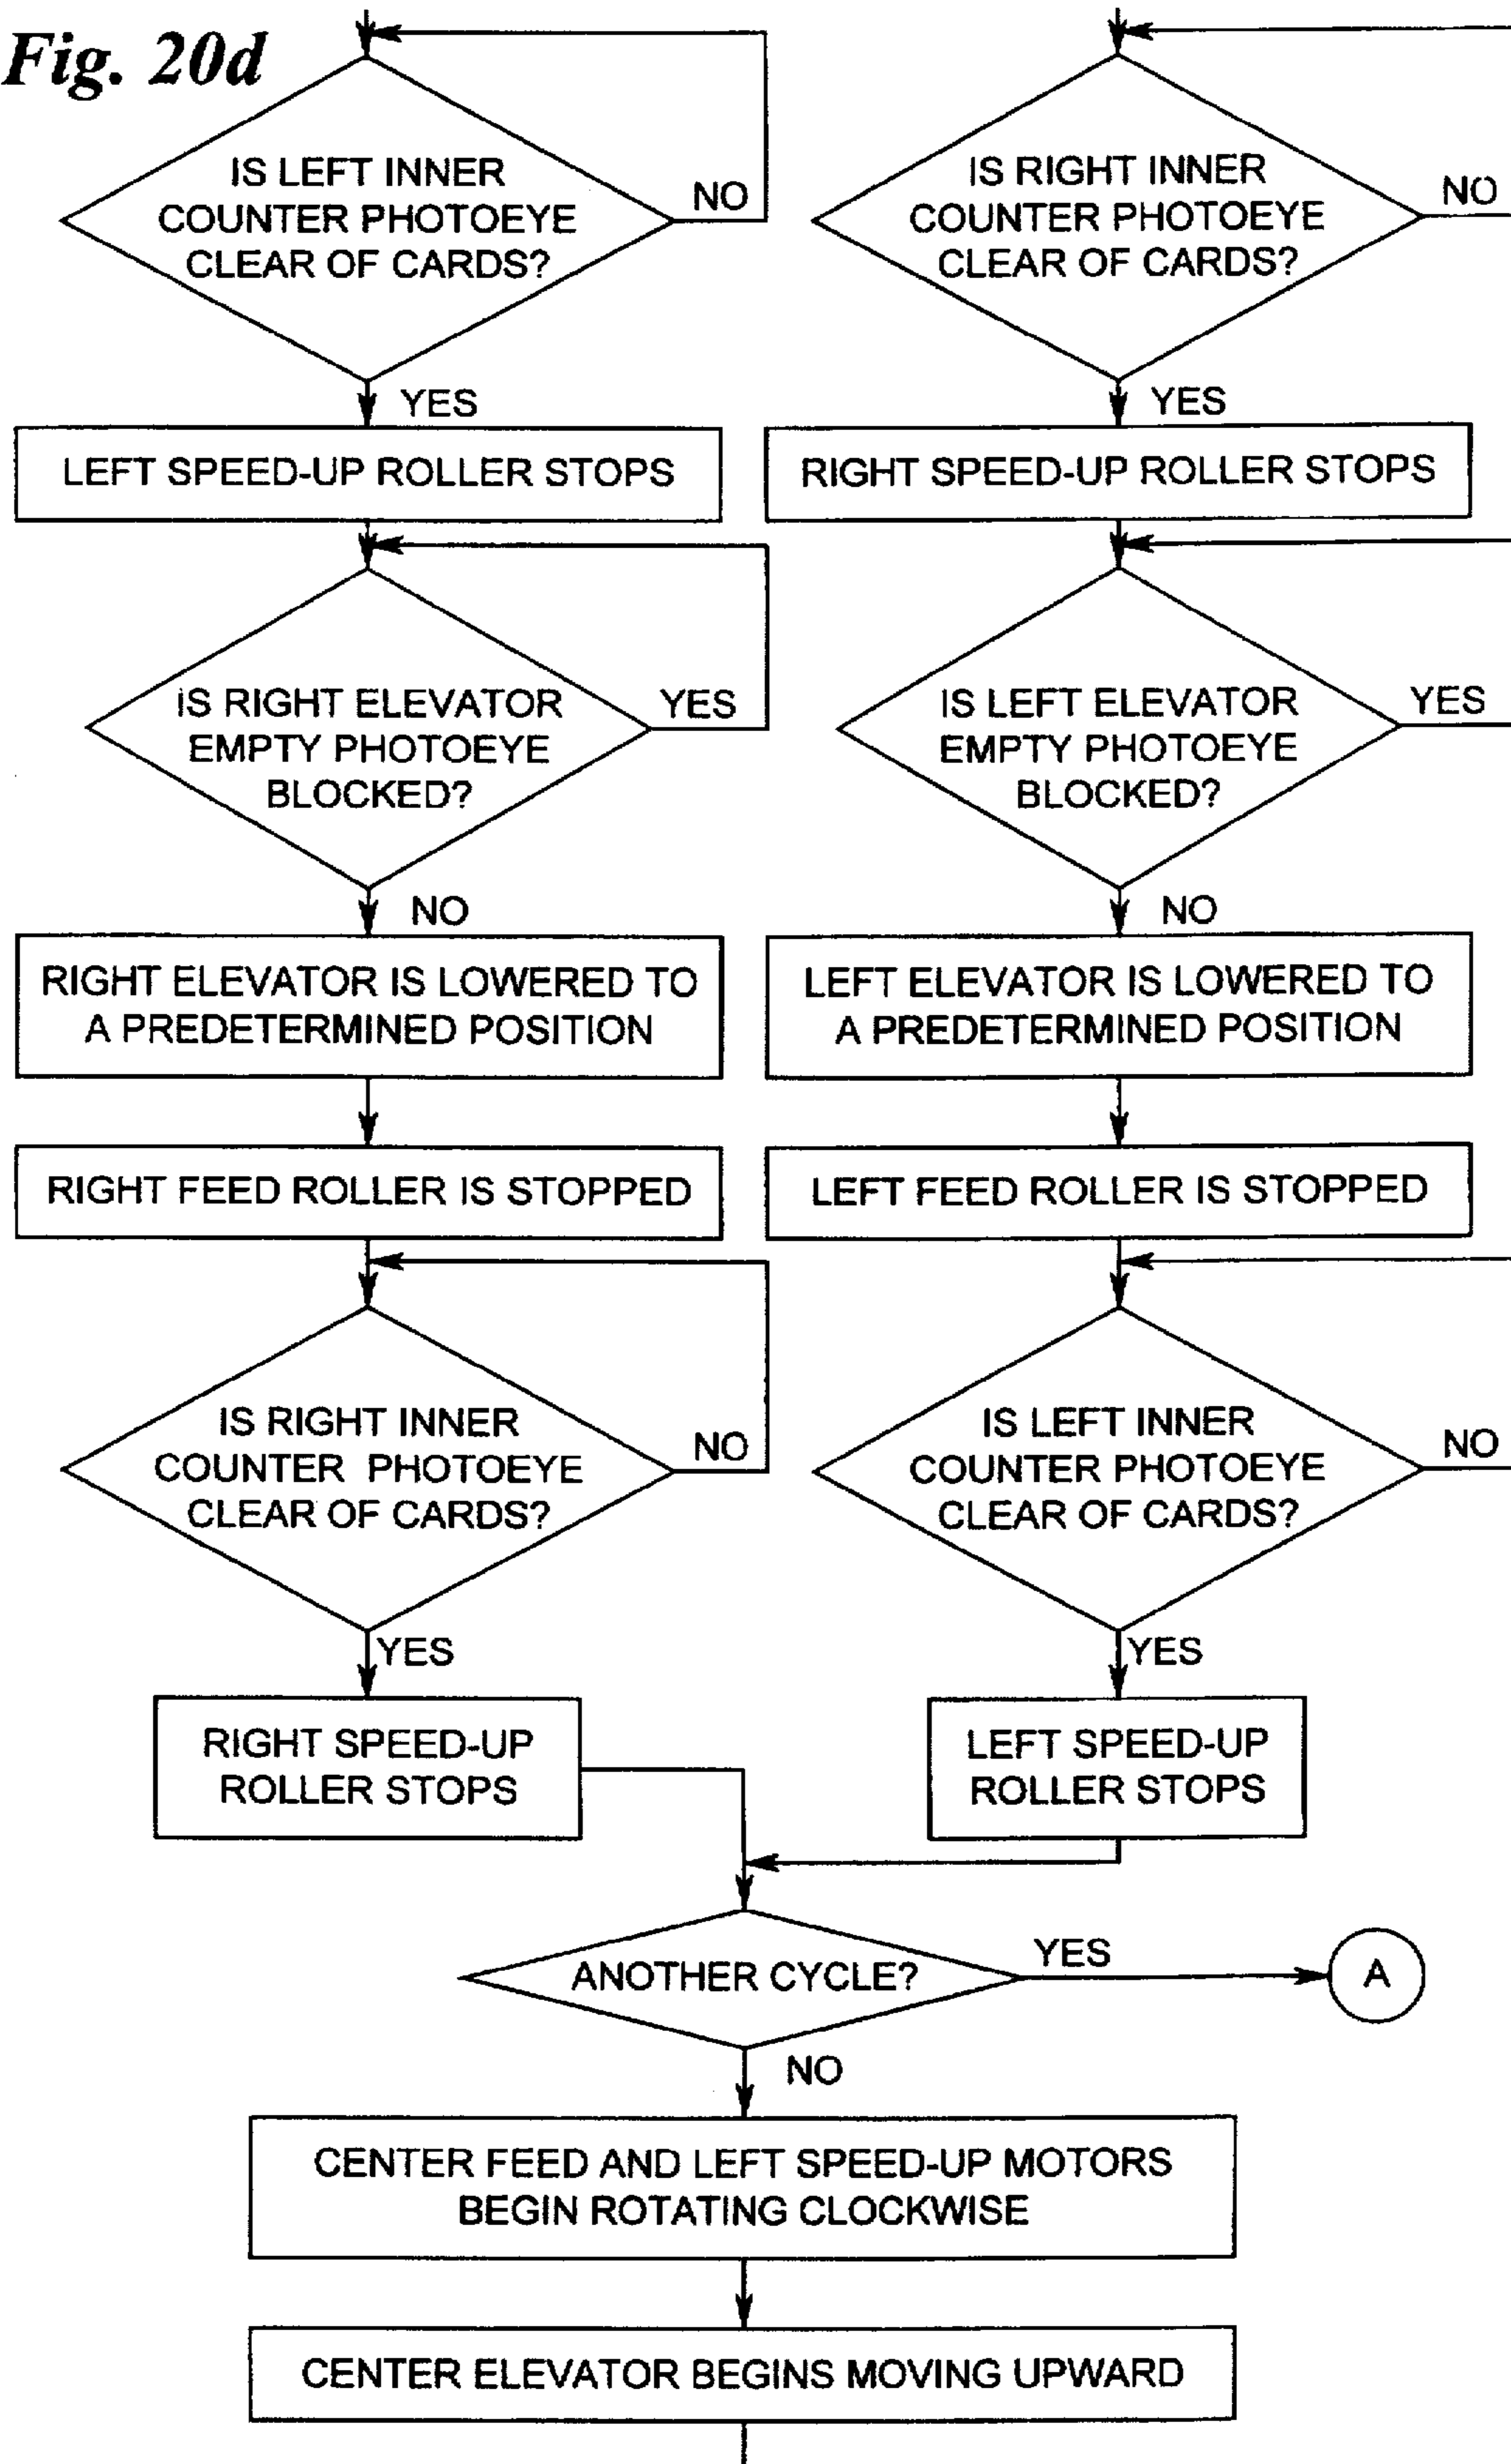 Fig. 20d
IS LEFT INNER
COUNTER PHOTOEYE
CLEAR OF CARDS?
NO
YES
LEFT SPEED-UP ROLLER STOPS
IS RIGHT ELEVATOR
EMPTY PHOTOEYE
BLOCKED?
YES
NO
RIGHT ELEVATOR IS LOWERED TO
A PREDETERMINED POSITION
RIGHT FEED ROLLER IS STOPPED
IS RIGHT INNER
COUNTER PHOTOEYE
CLEAR OF CARDS?
NO
YES
RIGHT SPEED-UP
ROLLER STOPS
IS RIGHT INNER
COUNTER PHOTOEYE
CLEAR OF CARDS?
NO
YES
RIGHT SPEED-UP ROLLER STOPS
IS LEFT ELEVATOR
EMPTY PHOTOEYE
BLOCKED?
YES
NO
LEFT ELEVATOR IS LOWERED TO
A PREDETERMINED POSITION
LEFT FEED ROLLER IS STOPPED
IS LEFT INNER
COUNTER PHOTOEYE
CLEAR OF CARDS?
NO
YES
LEFT SPEED-UP
ROLLER STOPS
ANOTHER CYCLE?
YES
A
NO
CENTER FEED AND LEFT SPEED-UP MOTORS
BEGIN ROTATING CLOCKWISE
CENTER ELEVATOR BEGINS MOVING UPWARD